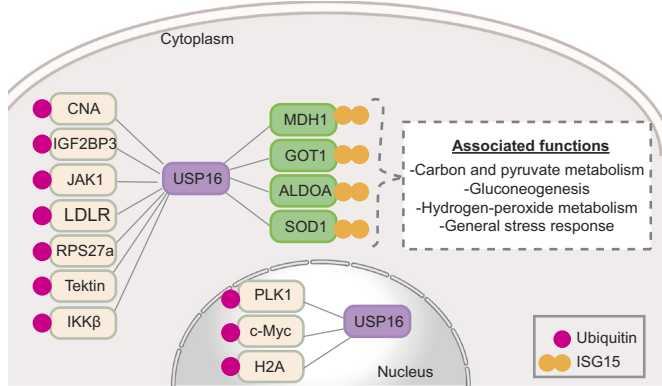 Cytoplasm
CNA
IGF2BP3
JAK1
LDLR
RPS27a
Tektin
IKKβ
USP16
MDH1
GOT1
ALDOA
SOD1
Associated functions
-Carbon and pyruvate metabolism
-Gluconeogenesis
-Hydrogen-peroxide metabolism
-General stress response
PLK1
c-Myc
H2A
USP16
Nucleus
Ubiquitin
ISG15